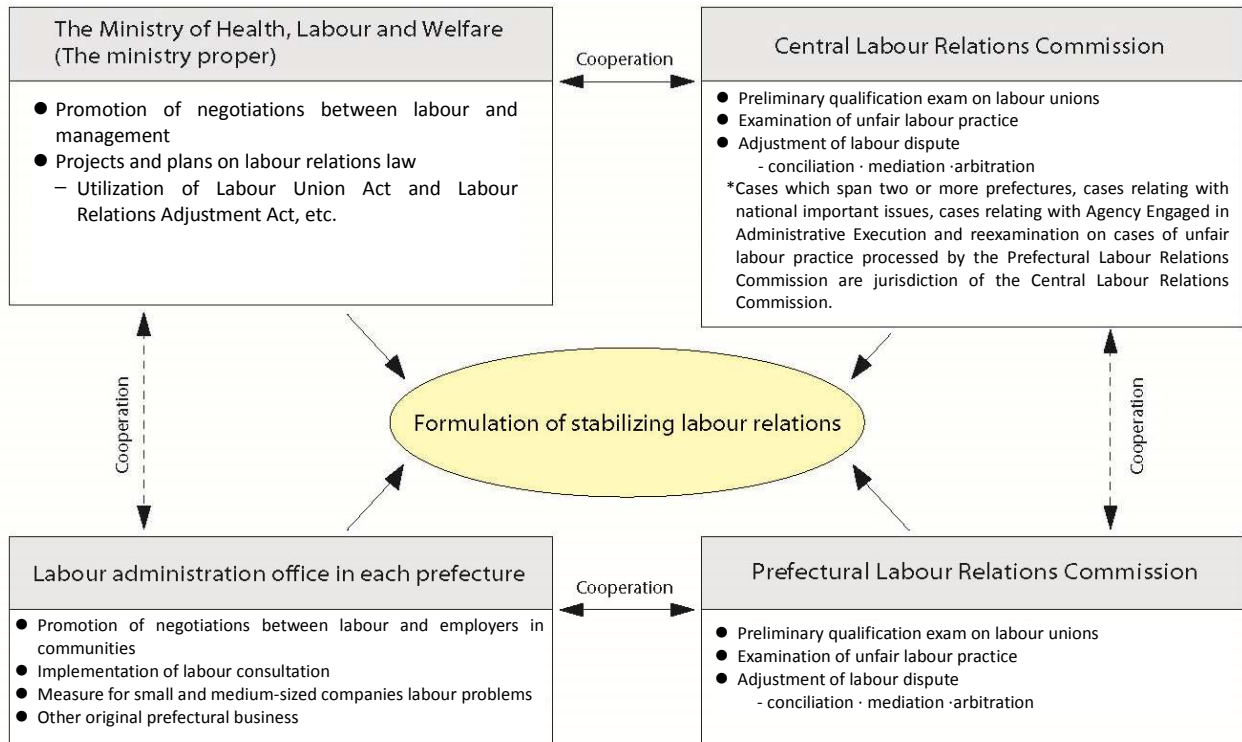 The Ministry of Health, Labour and Welfare
(The ministry proper)
● Promotion of negotiations between labour and
management
● Projects and plans on labour relations law
– Utilization of Labour Union Act and Labour
Relations Adjustment Act, etc.
Cooperation
Central Labour Relations Commission
● Preliminary qualification exam on labour unions
● Examination of unfair labour practice
● Adjustment of labour dispute
- conciliation · mediation ·arbitration
*Cases which span two or more prefectures, cases relating with
national important issues, cases relating with Agency Engaged in
Administrative Execution and reexamination on cases of unfair
labour practice processed by the Prefectural Labour Relations
Commission are jurisdiction of the Central Labour Relations
Commission.
Cooperation
Formulation of stabilizing labour relations
Cooperation
Labour administration office in each prefecture
● Promotion of negotiations between labour and employers in
communities
● Implementation of labour consultation
● Measure for small and medium-sized companies labour problems
● Other original prefectural business
Cooperation
Prefectural Labour Relations Commission
● Preliminary qualification exam on labour unions
● Examination of unfair labour practice
● Adjustment of labour dispute
- conciliation · mediation ·arbitration